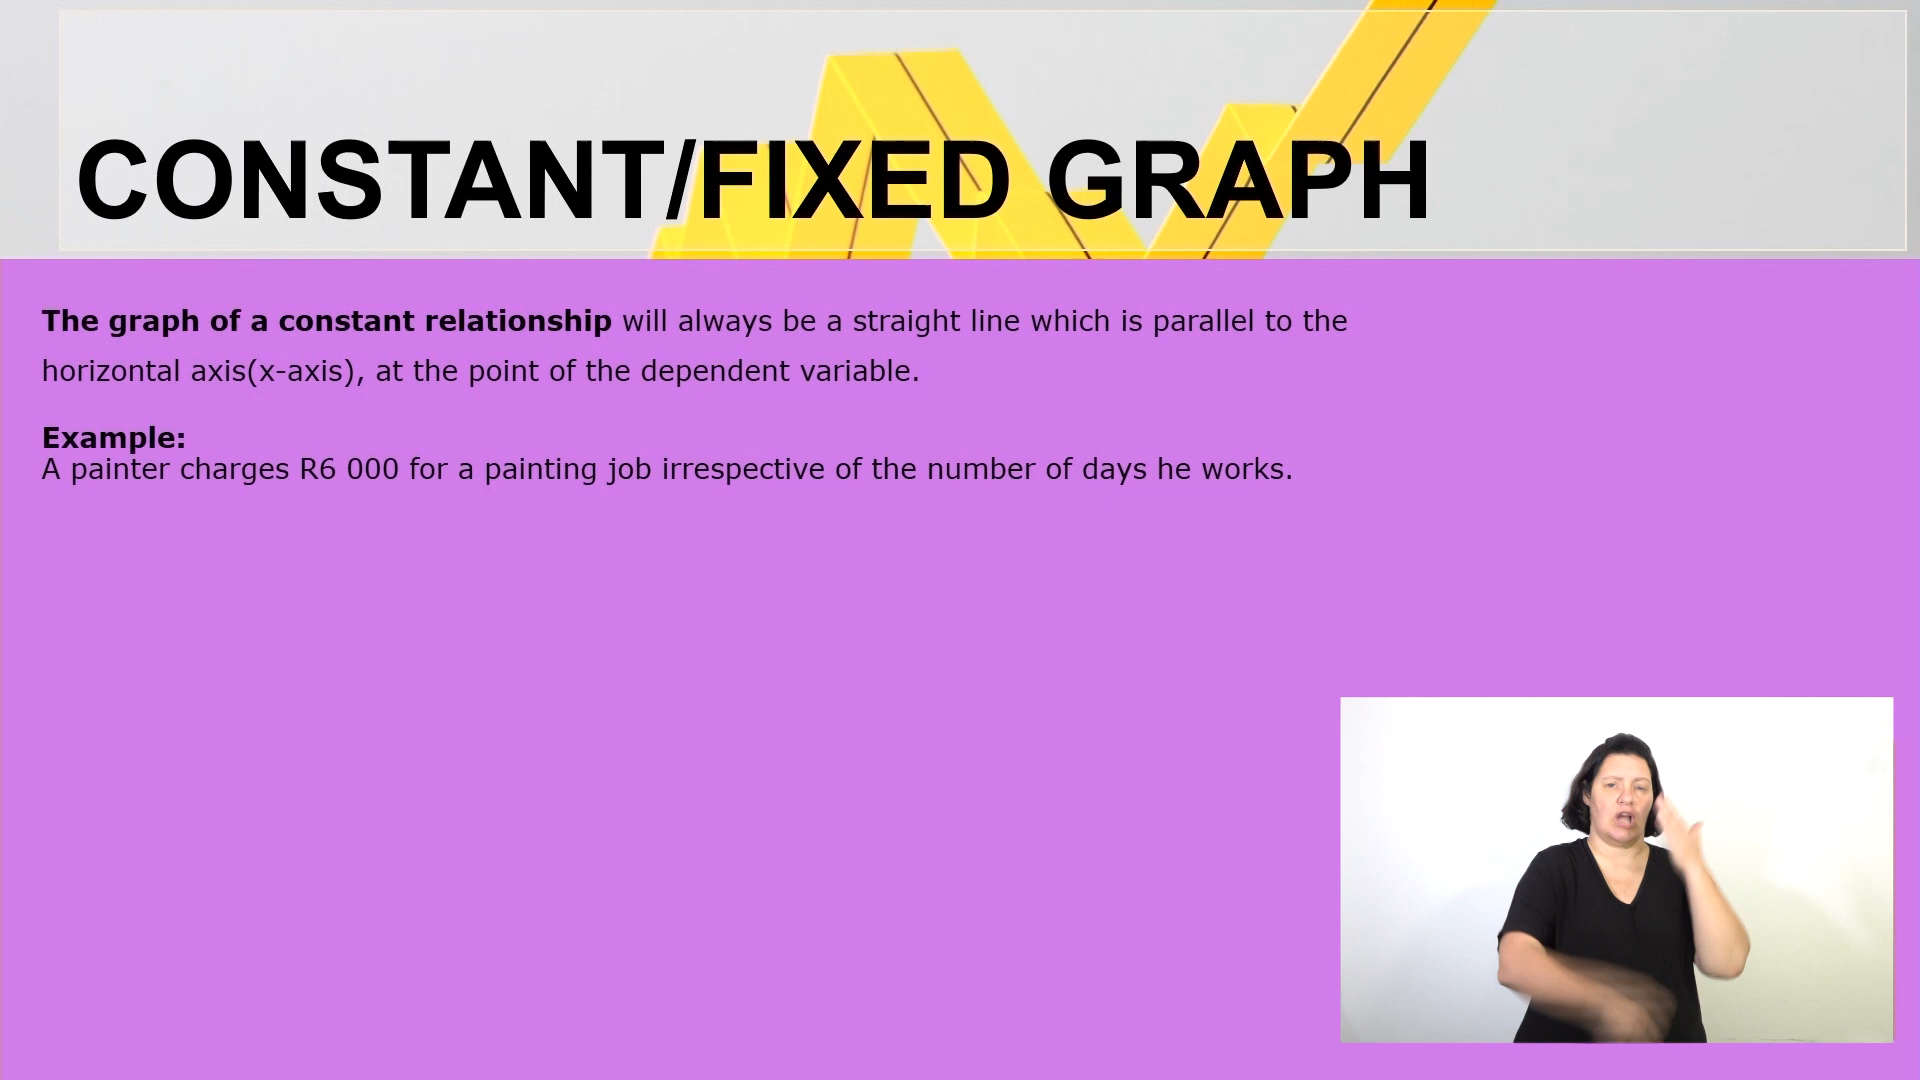 CONSTANT/FIXED GRAPH
The graph of a constant relationship will always be a straight line which is parallel to the
horizontal axis(x-axis), at the point of the dependent variable.
Example:
A painter charges R6 000 for a painting job irrespective of the number of days he works.